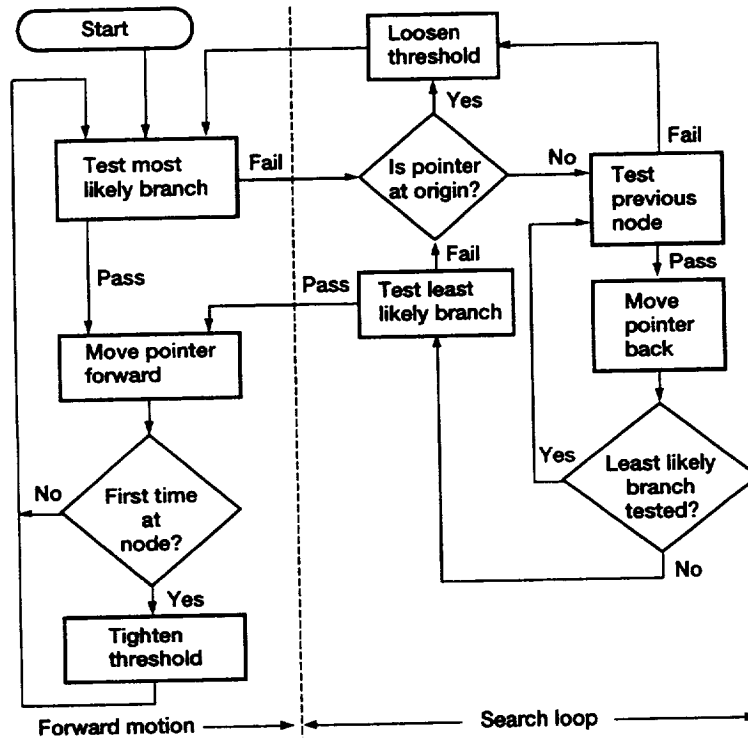 Start
Loosen
threshold
Yes
Fail
Test most
likely branch
Fail
Is pointer
at origin?
No
Test
previous
node
Pass
Fail
Pass
Pass
Test least
likely branch
Move
pointer
back
Move pointer
forward
Yes
Least likely
branch
tested?
No
First time
at
node?
No
Yes
Tighten
threshold
Forward motion
Search loop